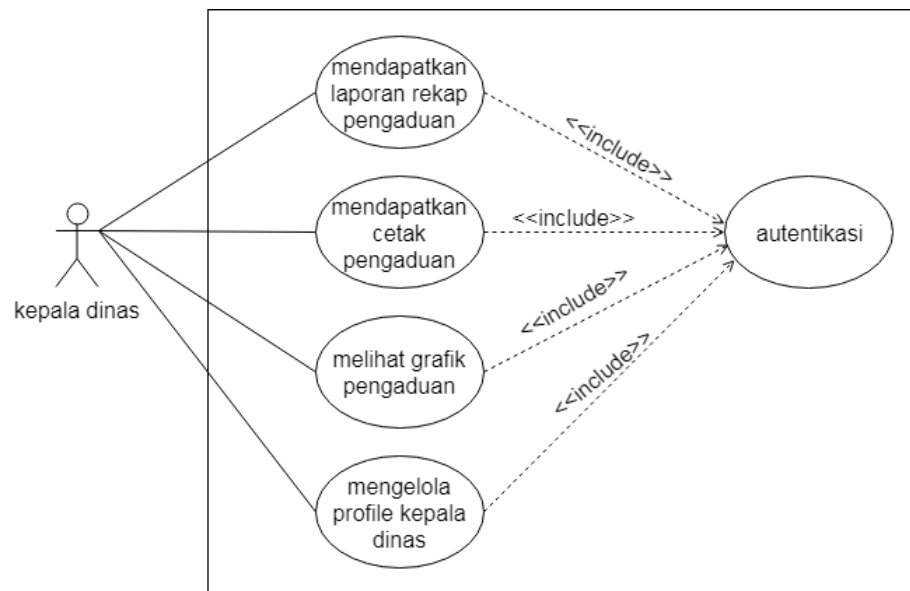 mendapatkan
laporan rekap
pengaduan
<<include>>
mendapatkan
cetak
pengaduan
<<include>>
autentikasi
kepala dinas
<<include>>
melihat grafik
pengaduan
<<include>>
mengelola
profile kepala
dinas